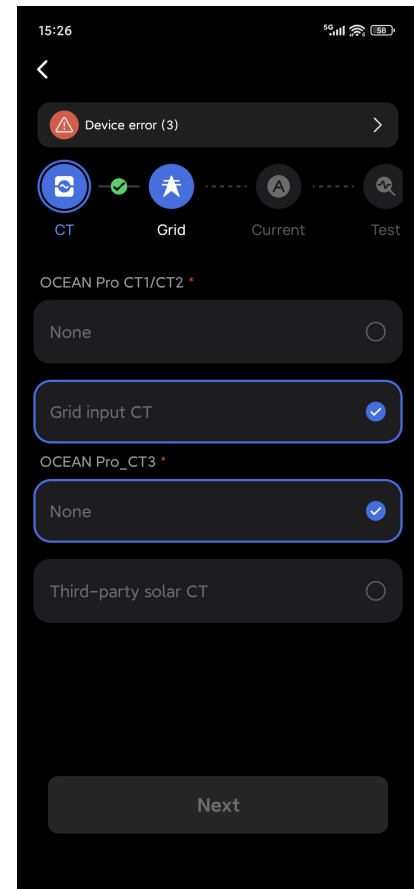 15:26
5G
58
Device error (3)
CT
Grid
Current
Test
OCEAN Pro CT1/CT2 *
None
Grid input CT
OCEAN Pro_CT3 *
None
Third-party solar CT
Next